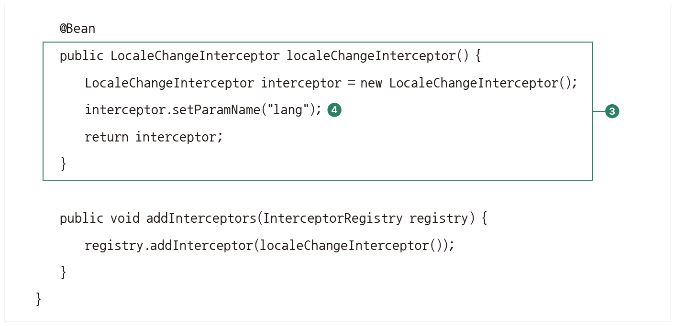 @Bean
public LocaleChangeInterceptor localeChangeInterceptor() {
LocaleChangeInterceptor interceptor = new LocaleChangeInterceptor();
interceptor.setParamName("lang"); 4
3
return interceptor;
}
public void addInterceptors(InterceptorRegistry registry) {
registry.addInterceptor(localeChangeInterceptor());
}
}